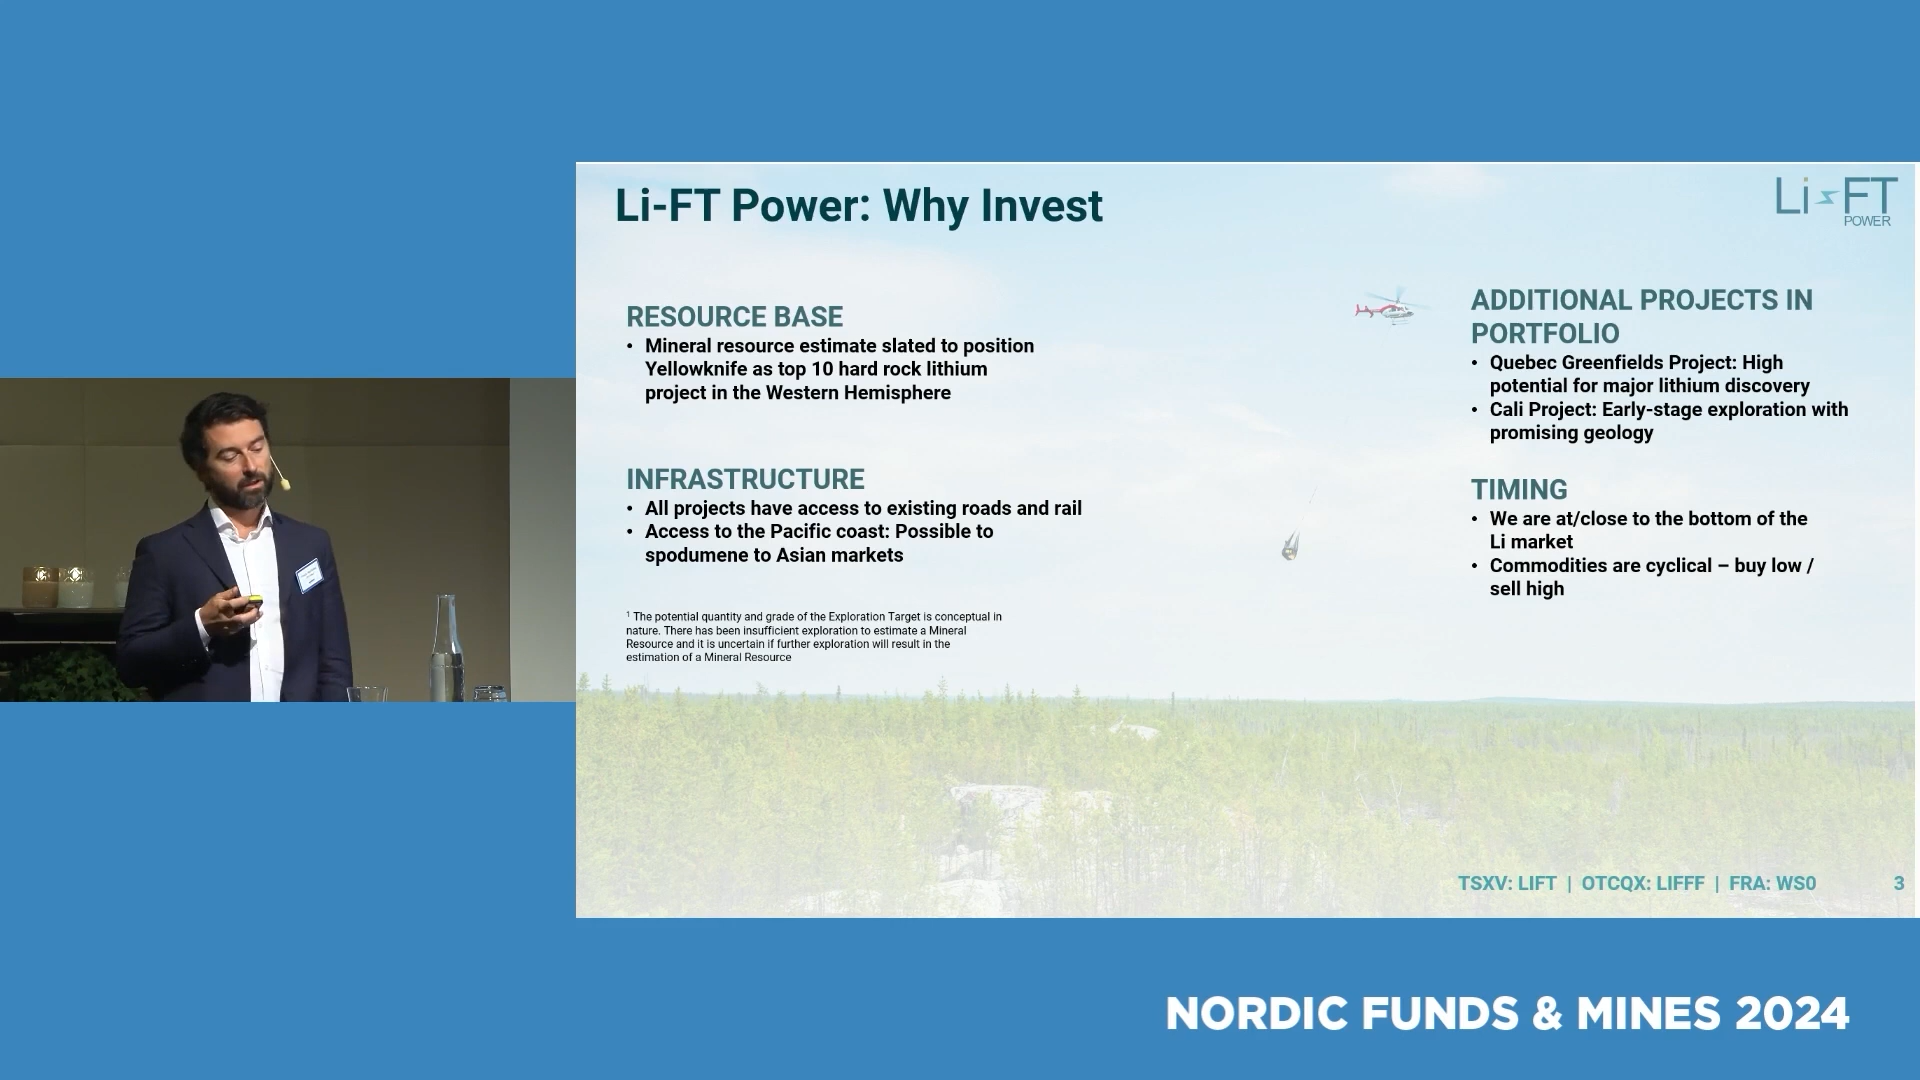 Li-FT Power: Why Invest
Li FT
POWER
RESOURCE BASE
• Mineral resource estimate slated to position
Yellowknife as top 10 hard rock lithium
project in the Western Hemisphere
INFRASTRUCTURE
• All projects have access to existing roads and rail
• Access to the Pacific coast: Possible to
spodumene to Asian markets
1 The potential quantity and grade of the Exploration Target is conceptual in
nature. There has been insufficient exploration to estimate a Mineral
Resource and it is uncertain if further exploration will result in the
estimation of a Mineral Resource
ADDITIONAL PROJECTS IN
PORTFOLIO
• Quebec Greenfields Project: High
potential for major lithium discovery
• Cali Project: Early-stage exploration with
promising geology
TIMING
• We are at/close to the bottom of the
Li market
• Commodities are cyclical – buy low /
sell high
TSXV: LIFT | OTCQX: LIFFF | FRA: WS0
3
NORDIC FUNDS & MINES 2024